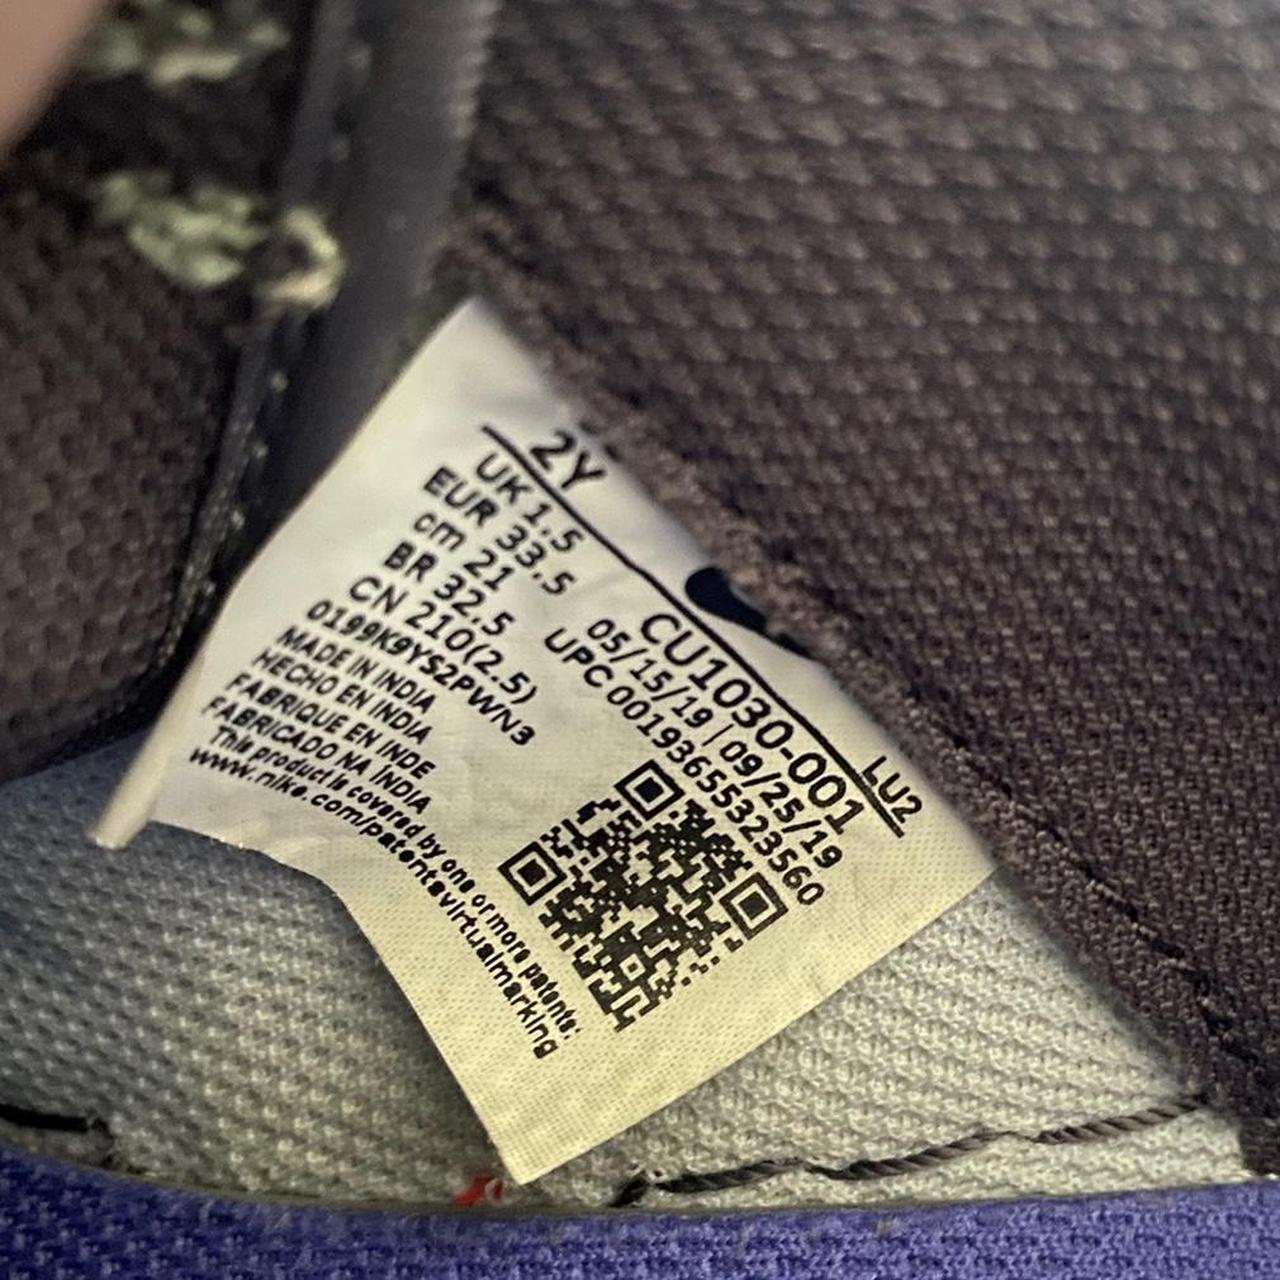 2Y
LU2
UK 1.5
EUR 33.5
cm 21
BR 32.5
CN 210(2.5)
CU1030-001
05/15/19 | 09/25/19
UPC 00193655323560
0199K9YS2PWN3
MADE IN INDIA
HECHO EN INDIA
FABRIQUE EN INDE
FABRICADO NA ÍNDIA
This product is covered by one or more patents:
www.nike.com/patentsvirtualmarking